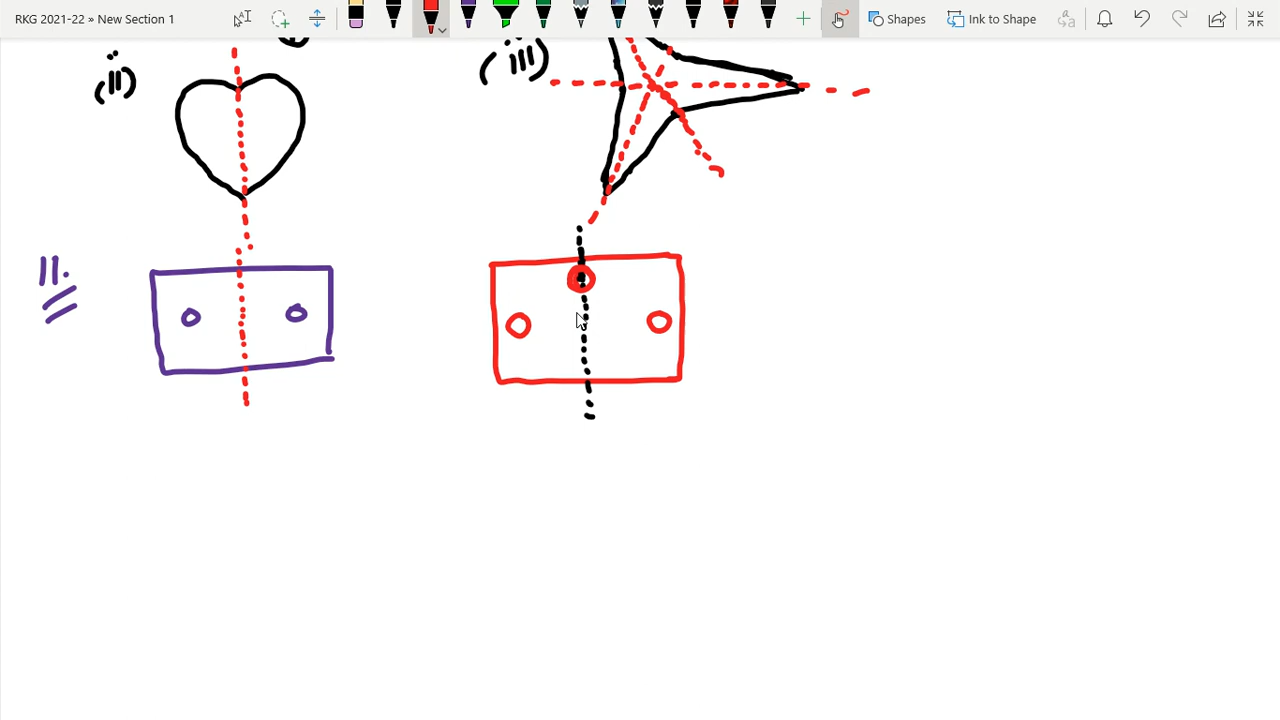 RKG 2021-22 » New Section 1
Shapes
Ink to Shape
(ii)
(iii)
11.